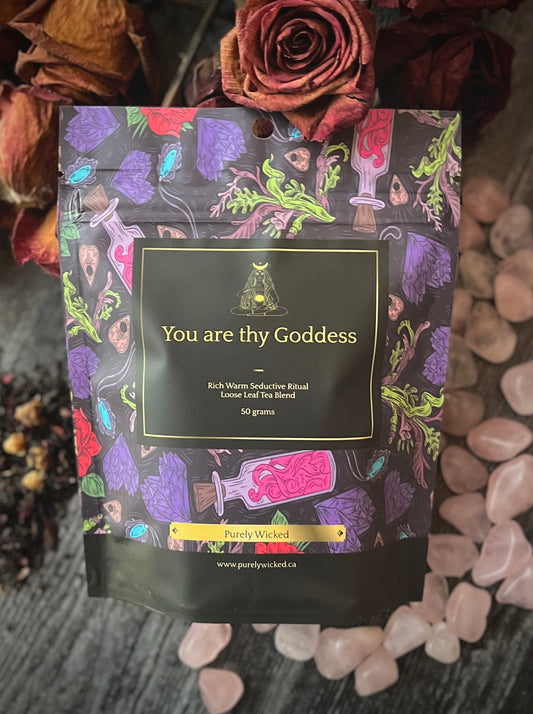 You are thy Goddess
Rich Warm Seductive Ritual
Loose Leaf Tea Blend
50 grams
Purely Wicked
www.purelywicked.ca